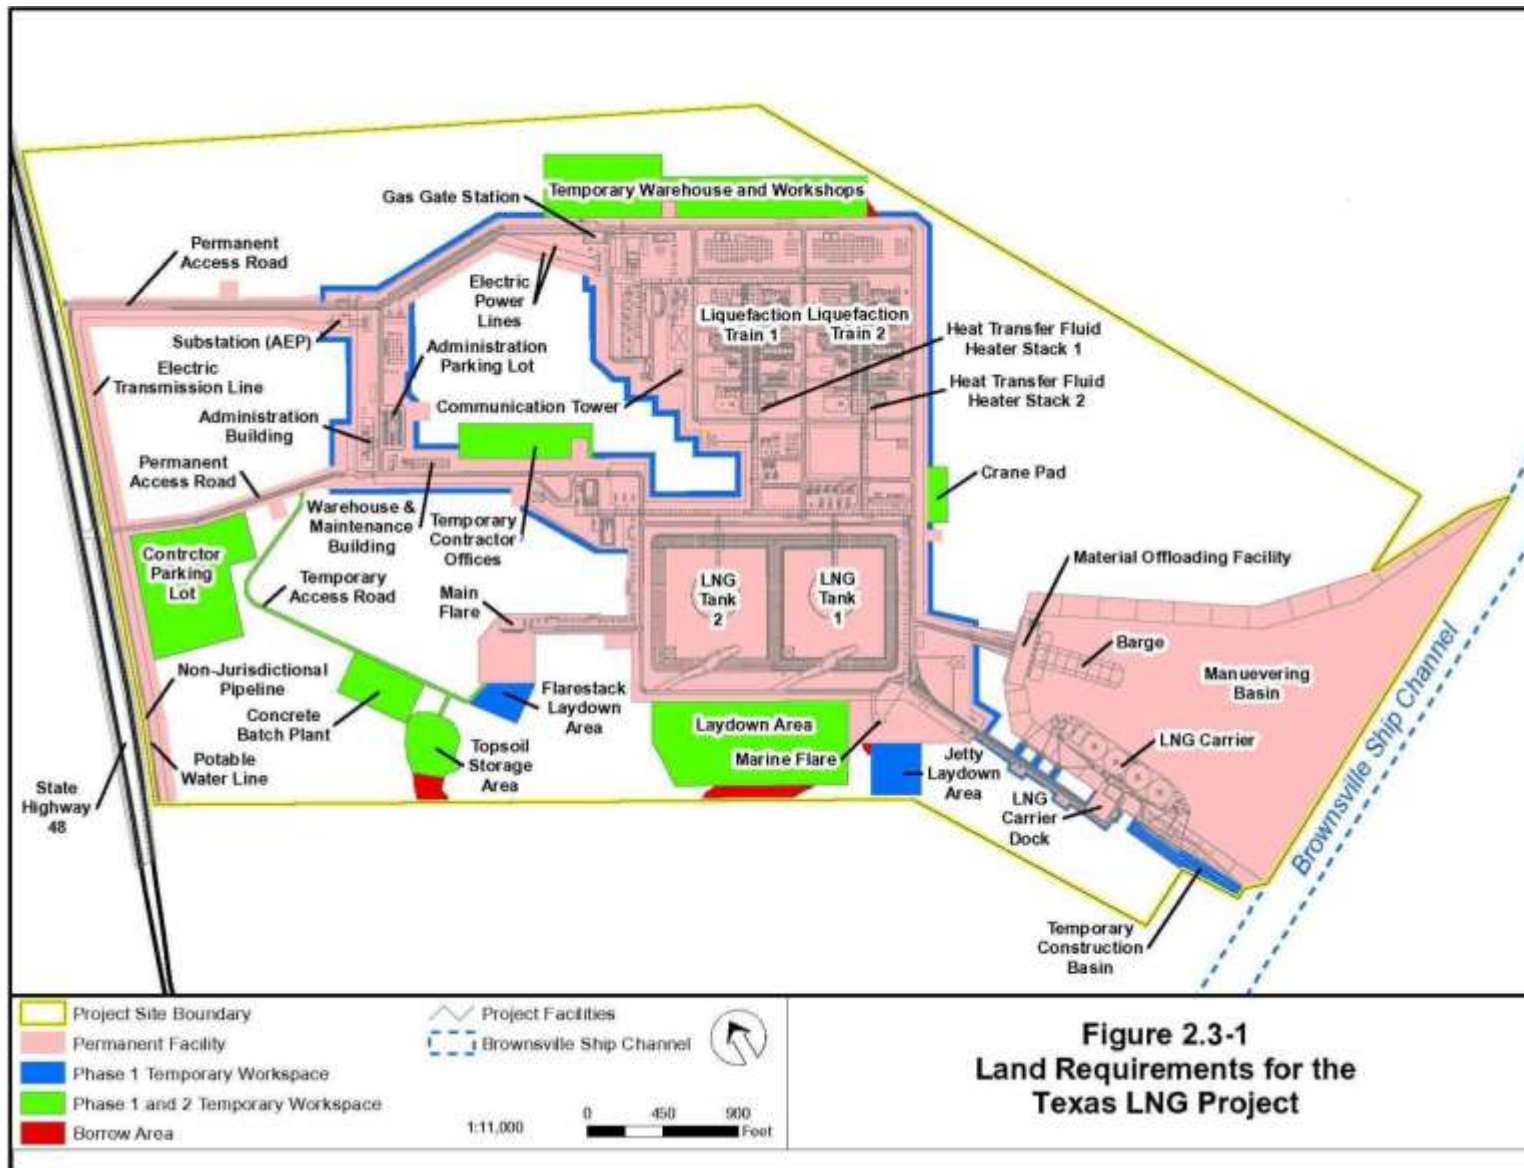 Temporary Warehouse and Workshops
Gas Gate Station
Permanent
Access Road
Electric
Power
Lines
Liquefaction
Train 1
Liquefaction
Train 2
Heat Transfer Fluid
Heater Stack 1
Substation (AEP)
Administration
Parking Lot
Electric
Transmission Line
Heat Transfer Fluid
Heater Stack 2
Communication Tower
Administration
Building
Permanent
Access Road
Crane Pad
Warehouse &
Maintenance
Building
Temporary
Contractor
Offices
Contrctor
Parking
Lot
Material Offloading Facility
Temporary
Access Road
Main
Flare
LNG
Tank
2
LNG
Tank
1
Barge
Manuevering
Basin
Brownsville Ship Channel
Non-Jurisdictional
Pipeline
Flarestack
Laydown
Area
Concrete
Batch Plant
Laydown Area
LNG Carrier
Potable
Water Line
Topsoil
Storage
Area
Marine Flare
Jetty
Laydown
Area
State
Highway
48
LNG
Carrier
Dock
Temporary
Construction
Basin
Project Site Boundary
Permanent Facility
Phase 1 Temporary Workspace
Phase 1 and 2 Temporary Workspace
Borrow Area
Project Facilities
Brownsville Ship Channel
1:11,000
0 450 900
Feet
Figure 2.3-1
Land Requirements for the
Texas LNG Project